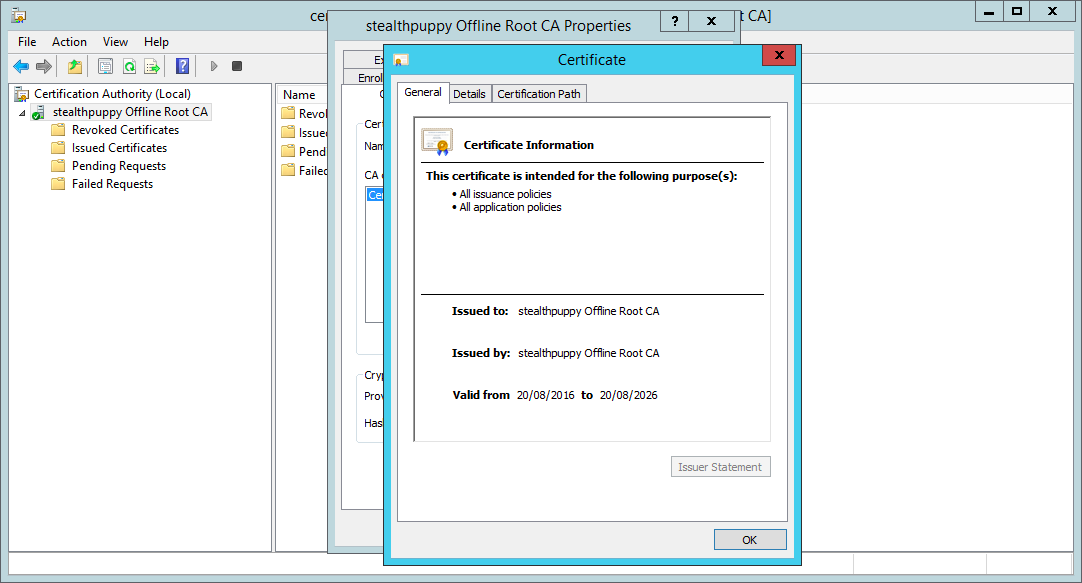 cer
t CA]
stealthpuppy Offline Root CA Properties
?
File Action View Help
Certification Authority (Local)
stealthpuppy Offline Root CA
Revoked Certificates
Issued Certificates
Pending Requests
Failed Requests
Name
Revok
Issued
Pend
Failed
Ex
Enrol
Cert
Nam
CA c
Cer
Cryp
Prov
Has
Certificate
General Details Certification Path
Certificate Information
This certificate is intended for the following purpose(s):
• All issuance policies
• All application policies
Issued to: stealthpuppy Offline Root CA
Issued by: stealthpuppy Offline Root CA
Valid from 20/08/2016 to 20/08/2026
Issuer Statement
OK